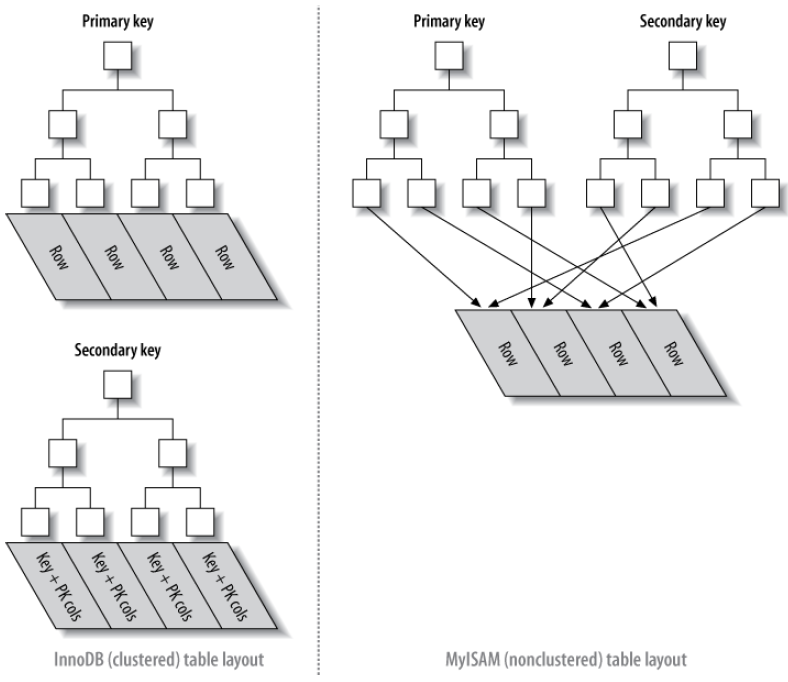 Primary key
Row
Row
Row
Row
Secondary key
Key + PK cols
Key + PK cols
Key + PK cols
Key + PK cols
InnoDB (clustered) table layout
Primary key
Secondary key
Row
Row
Row
Row
MyISAM (nonclustered) table layout